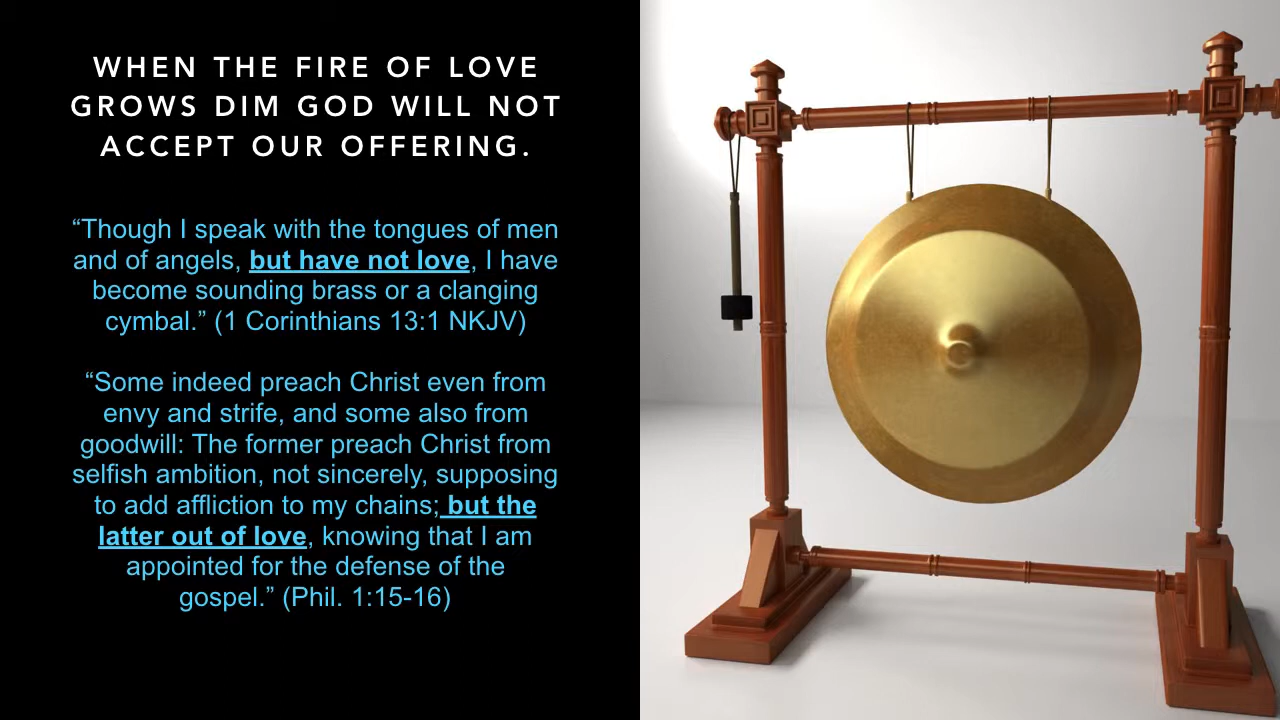 WHEN THE FIRE OF LOVE
GROWS DIM GOD WILL NOT
ACCEPT OUR OFFERING.
“Though I speak with the tongues of men
and of angels, but have not love, I have
become sounding brass or a clanging
cymbal.” (1 Corinthians 13:1 NKJV)
“Some indeed preach Christ even from
envy and strife, and some also from
goodwill: The former preach Christ from
selfish ambition, not sincerely, supposing
to add affliction to my chains; but the
latter out of love, knowing that I am
appointed for the defense of the
gospel.” (Phil. 1:15-16)